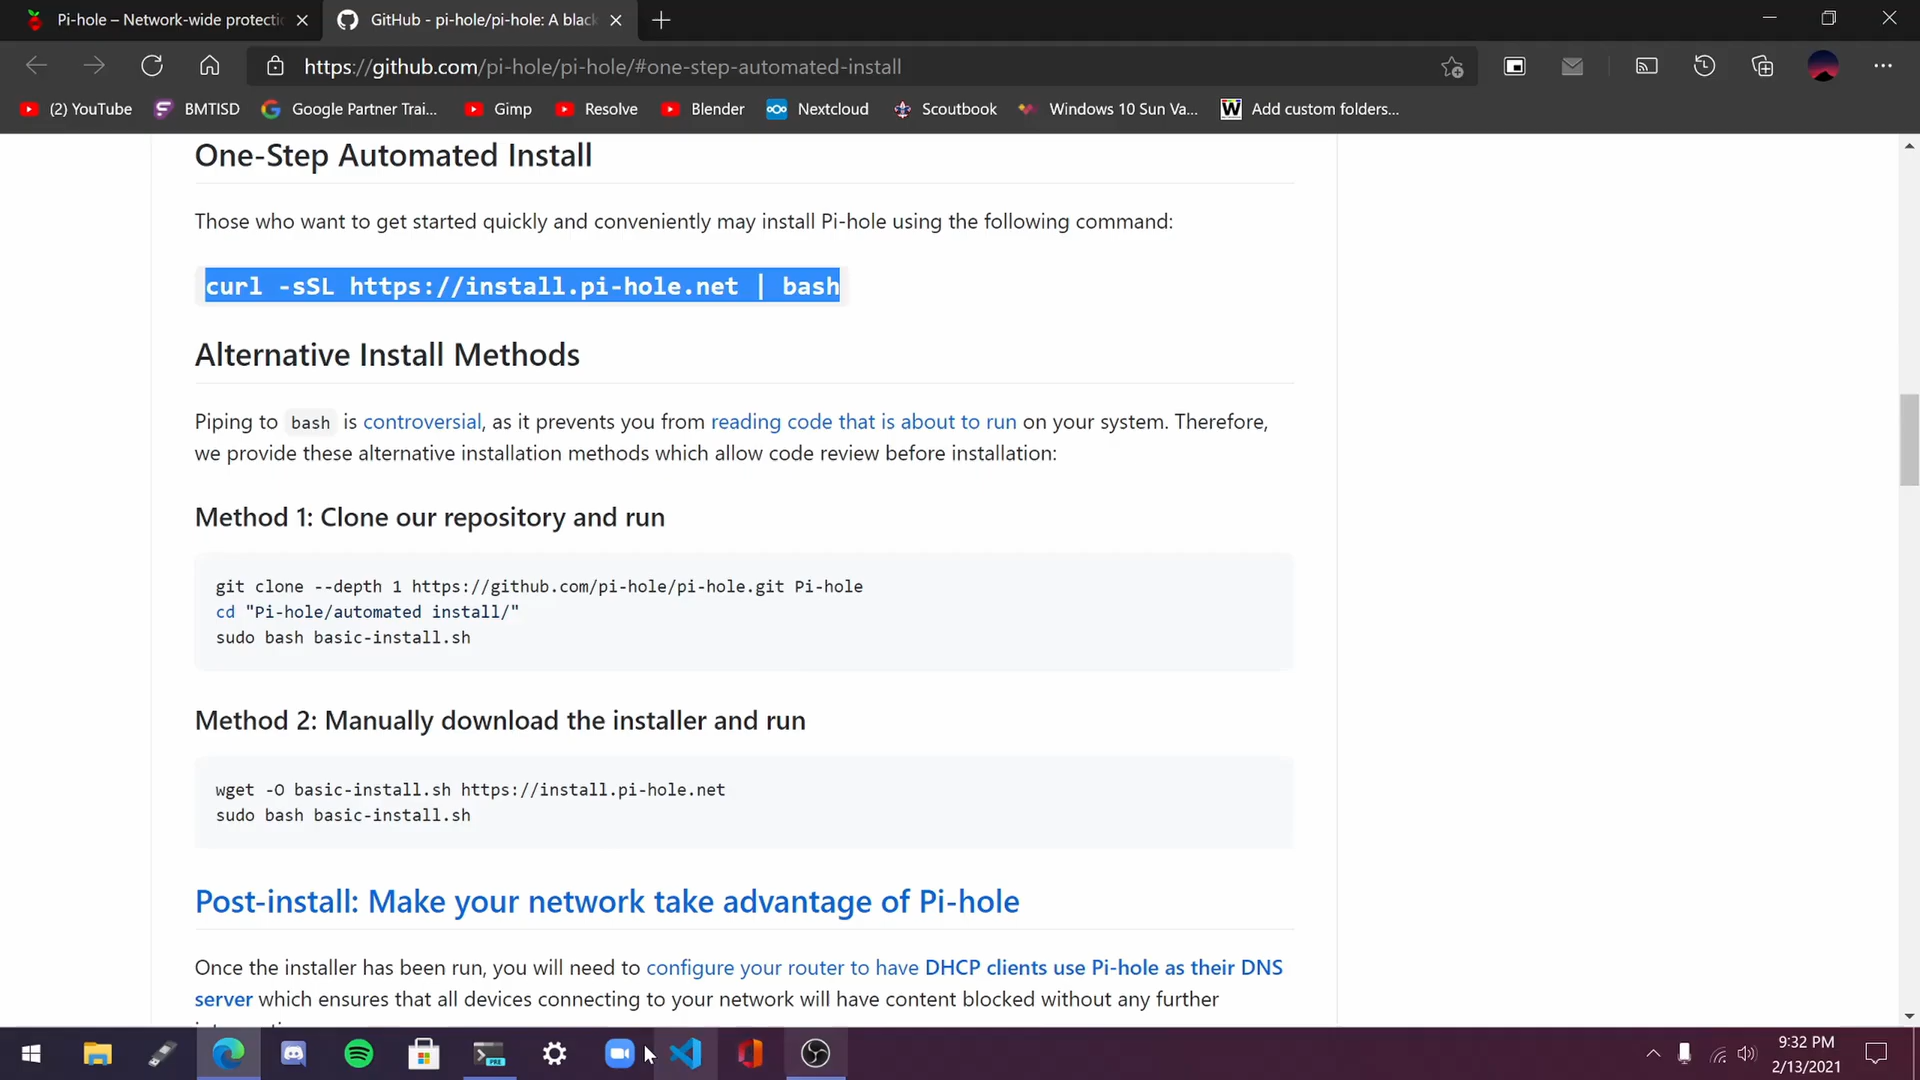 Pi-hole – Network-wide protectio
GitHub - pi-hole/pi-hole: A blac
https://github.com/pi-hole/pi-hole/#one-step-automated-install
(2) YouTube
BMTISD
Google Partner Trai...
Gimp
Resolve
Blender
Nextcloud
Scoutbook
Windows 10 Sun Va...
W Add custom folders...
One-Step Automated Install
Those who want to get started quickly and conveniently may install Pi-hole using the following command:
curl -sSL https://install.pi-hole.net | bash
Alternative Install Methods
Piping to bash is controversial, as it prevents you from reading code that is about to run on your system. Therefore,
we provide these alternative installation methods which allow code review before installation:
Method 1: Clone our repository and run
git clone --depth 1 https://github.com/pi-hole/pi-hole.git Pi-hole
cd "Pi-hole/automated install/"
sudo bash basic-install.sh
Method 2: Manually download the installer and run
wget -O basic-install.sh https://install.pi-hole.net
sudo bash basic-install.sh
Post-install: Make your network take advantage of Pi-hole
Once the installer has been run, you will need to configure your router to have DHCP clients use Pi-hole as their DNS
server which ensures that all devices connecting to your network will have content blocked without any further
PRE
9:32 PM
2/13/2021